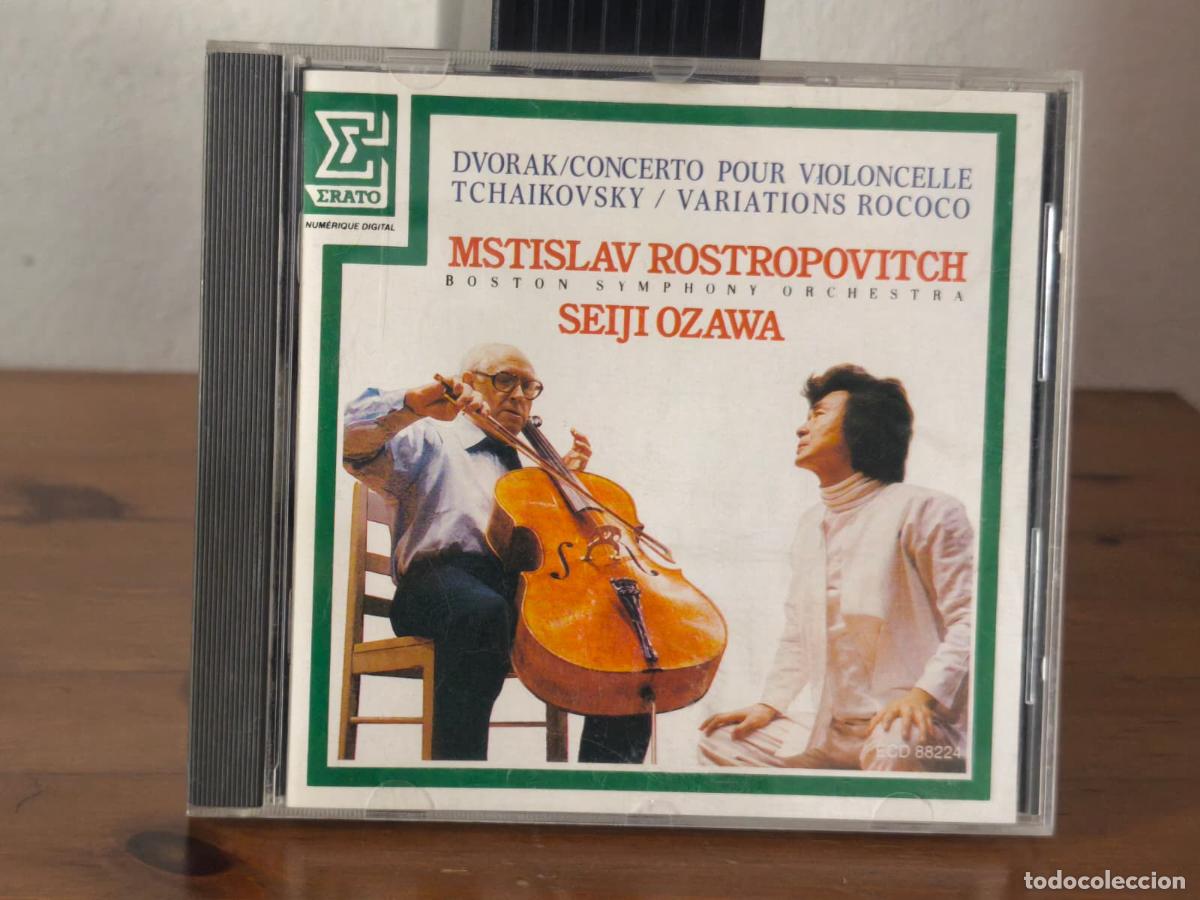 ERATO
NUMÉRIQUE DIGITAL
DVORAK/CONCERTO POUR VIOLONCELLE
TCHAIKOVSKY / VARIATIONS ROCOCO
MSTISLAV ROSTROPOVITCH
BOSTON SYMPHONY ORCHESTRA
SEIJI OZAWA
ECD 88224
todocoleccion